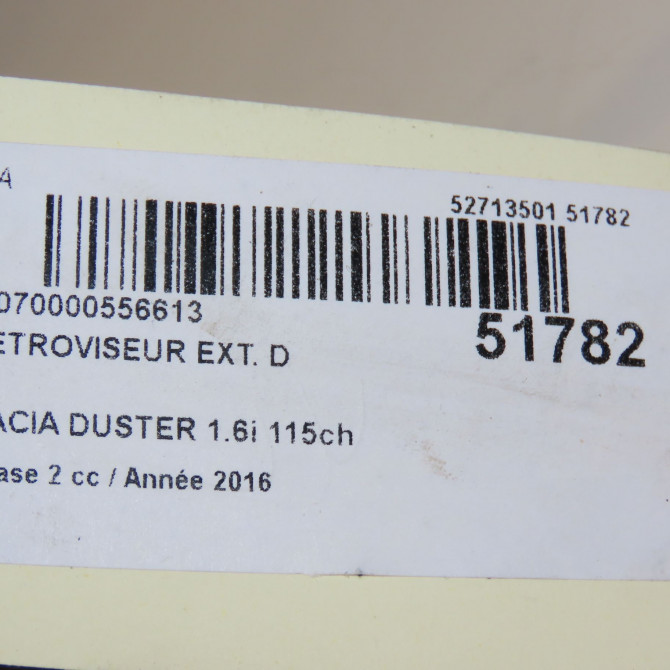 A
52713501 51782
070000556613
51782
ETROVISEUR EXT. D
ACIA DUSTER 1.6i 115ch
ase 2 cc / Année 2016